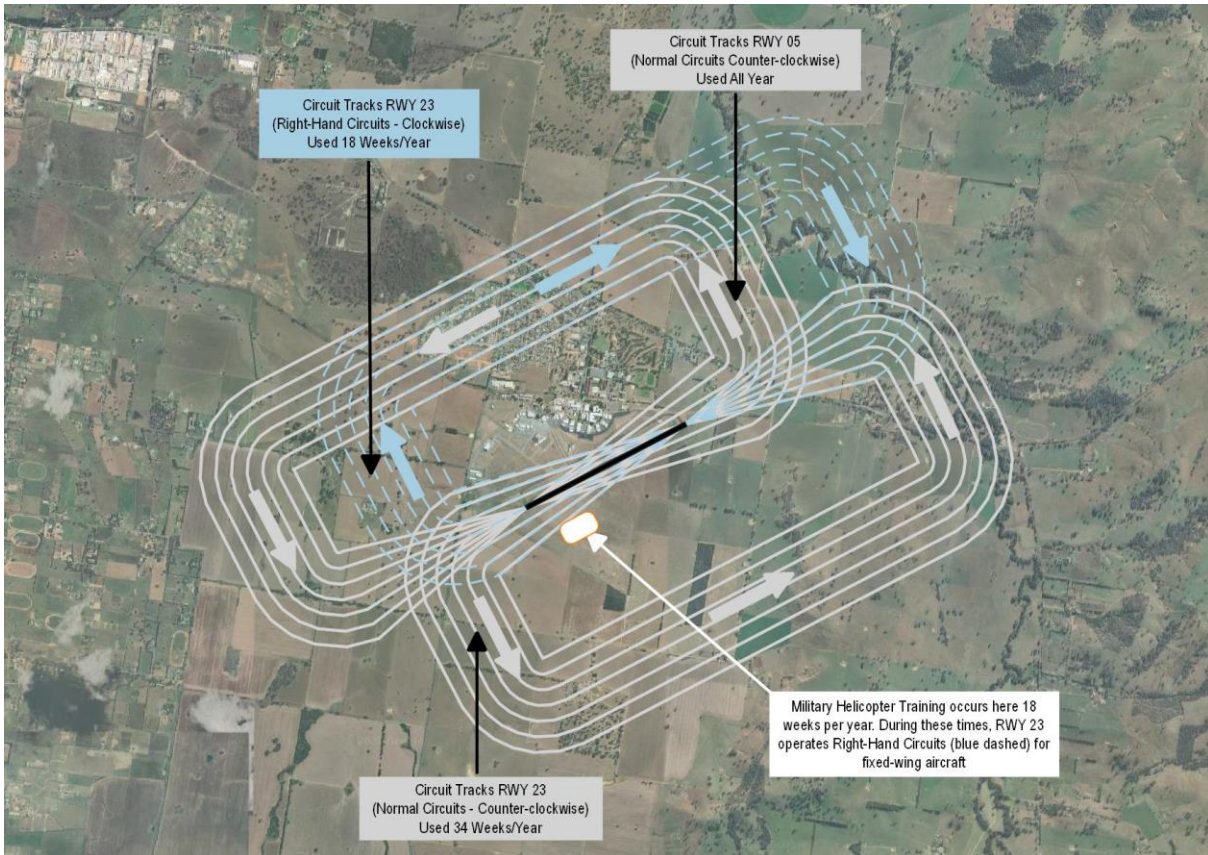 Circuit Tracks RWY 05
(Normal Circuits Counter-clockwise)
Used All Year
Circuit Tracks RWY 23
(Right-Hand Circuits - Clockwise)
Used 18 Weeks/Year
Military Helicopter Training occurs here 18
weeks per year. During these times, RWY 23
operates Right-Hand Circuits (blue dashed) for
fixed-wing aircraft
Circuit Tracks RWY 23
(Normal Circuits - Counter-clockwise)
Used 34 Weeks/Year